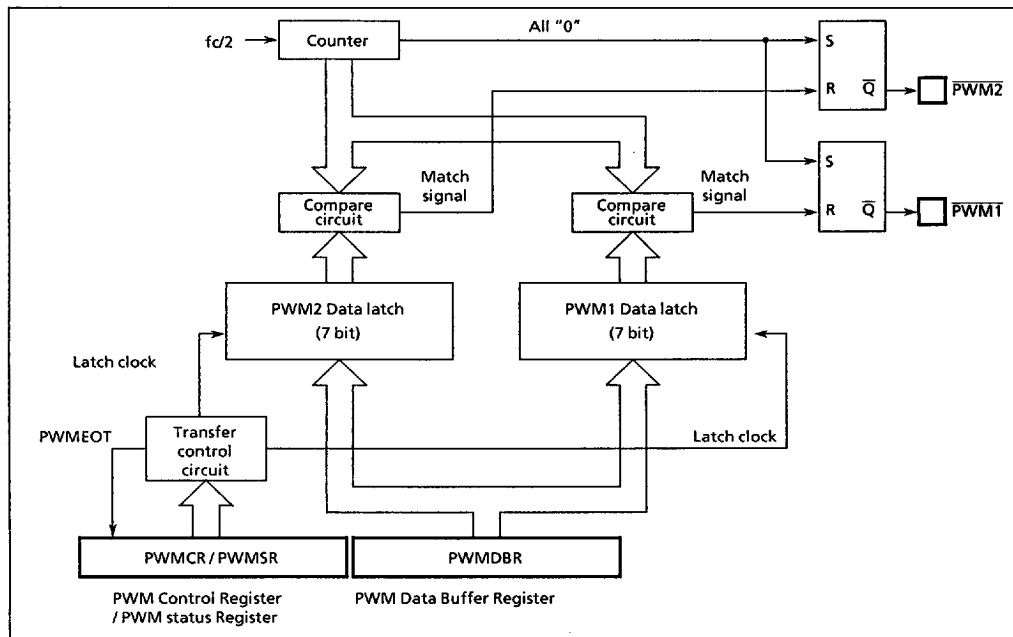 All “0”
fc/2
Counter
S
R
Q̅
P̅W̅M̅2̅
Match
signal
Match
signal
S
R
Q̅
P̅W̅M̅1̅
Compare
circuit
Compare
circuit
PWM2 Data latch
(7 bit)
PWM1 Data latch
(7 bit)
Latch clock
PWMEOT
Transfer
control
circuit
Latch clock
PWMCR / PWMSR
PWMDBR
PWM Control Register
/ PWM status Register
PWM Data Buffer Register